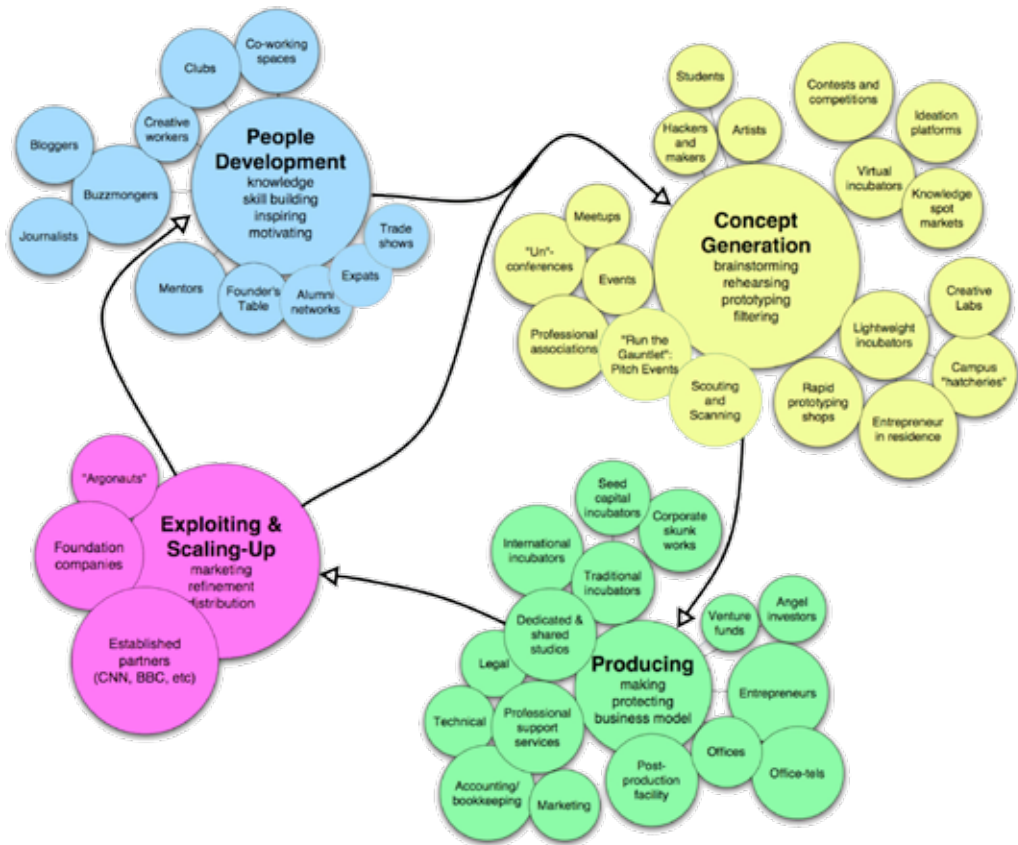 Co-working
spaces
Clubs
Creative
workers
Bloggers
Buzzmongers
Journalists
People
Development
knowledge
skill building
inspiring
motivating
Mentors
Founder's
Table
Alumni
networks
Expats
Trade
shows
Students
Hackers
and
makers
Artists
Contests and
competitions
Ideation
platforms
Virtual
incubators
Knowledge
spot
markets
Concept
Generation
brainstorming
rehearsing
prototyping
filtering
Meetups
"Un"-
conferences
Events
Professional
associations
"Run the
Gauntlet":
Pitch Events
Scouting
and
Scanning
Creative
Labs
Lightweight
incubators
Campus
"hatcheries"
Rapid
prototyping
shops
Entrepreneur
in residence
"Argonauts"
Foundation
companies
Exploiting &
Scaling-Up
marketing
refinement
distribution
Established
partners
(CNN, BBC, etc)
Seed
capital
incubators
Corporate
skunk
works
International
incubators
Traditional
incubators
Dedicated &
shared
studios
Legal
Technical
Professional
support
services
Accounting/
bookkeeping
Marketing
Producing
making
protecting
business model
Venture
funds
Angel
investors
Entrepreneurs
Offices
Office-tels
Post-
production
facility